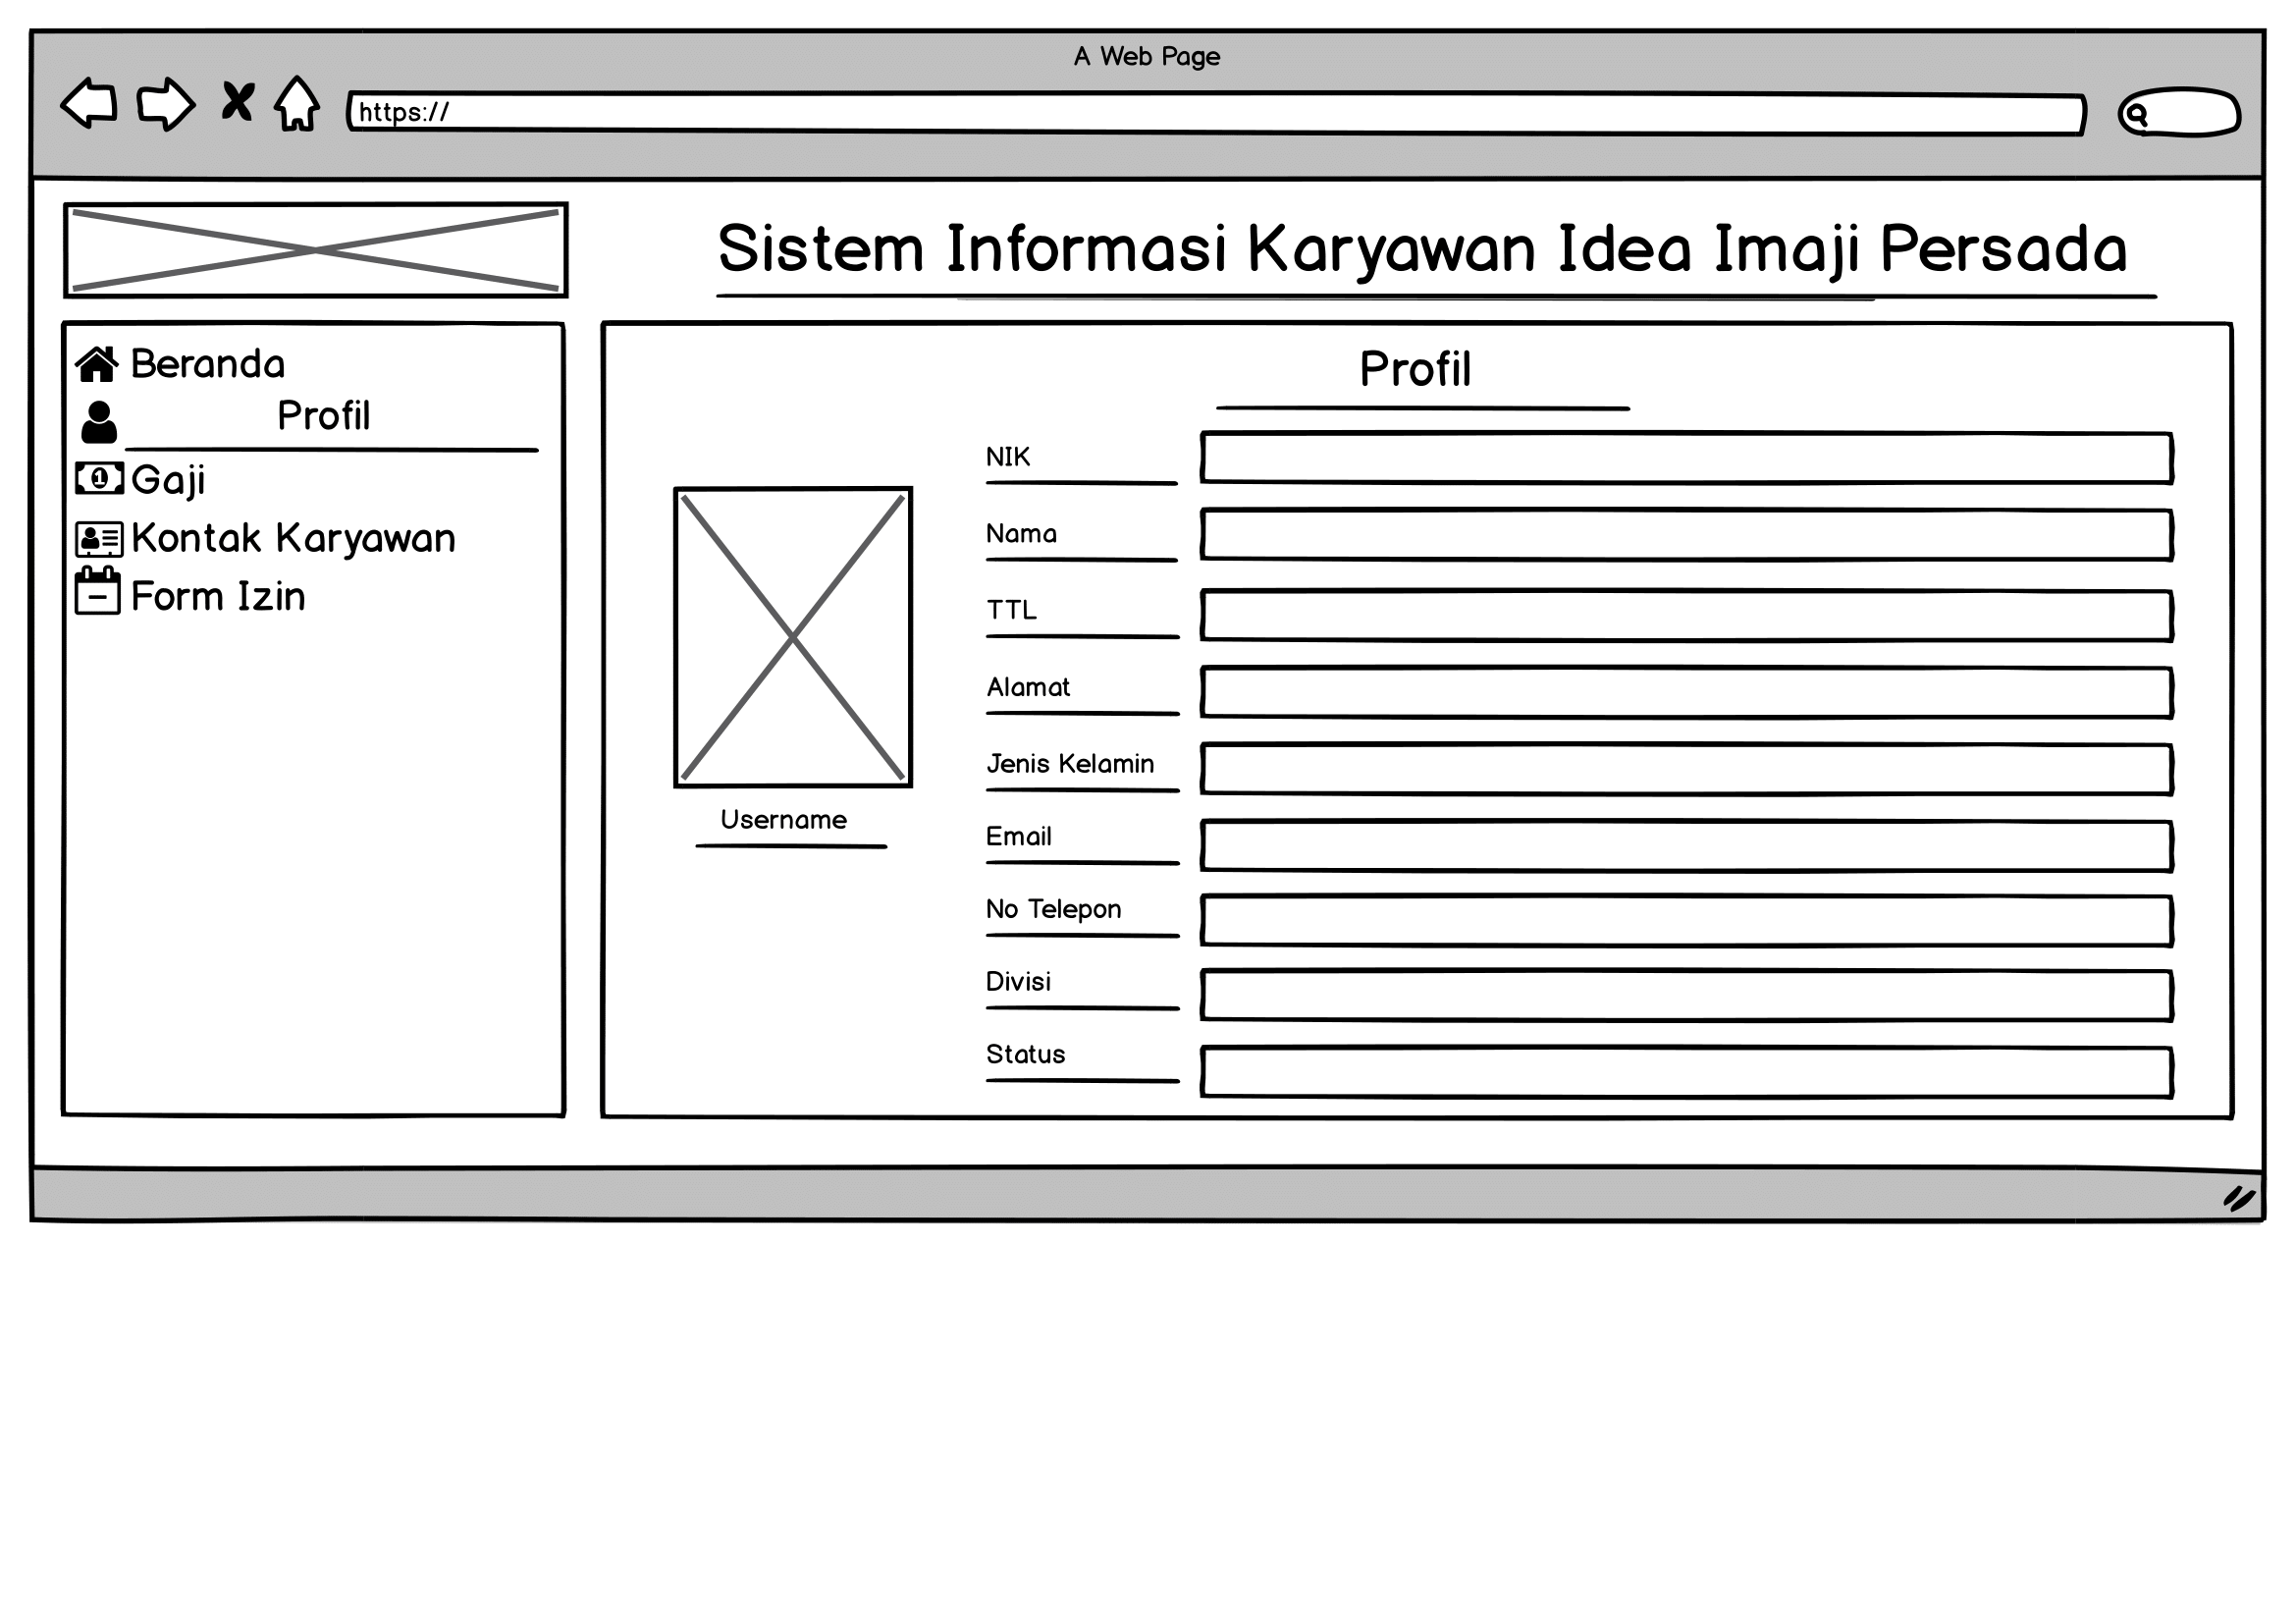 A Web Page
https://
Sistem Informasi Karyawan Idea Imaji Persada
Beranda
Profil
Gaji
Kontak Karyawan
Form Izin
Profil
Username
NIK
Nama
TTL
Alamat
Jenis Kelamin
Email
No Telepon
Divisi
Status